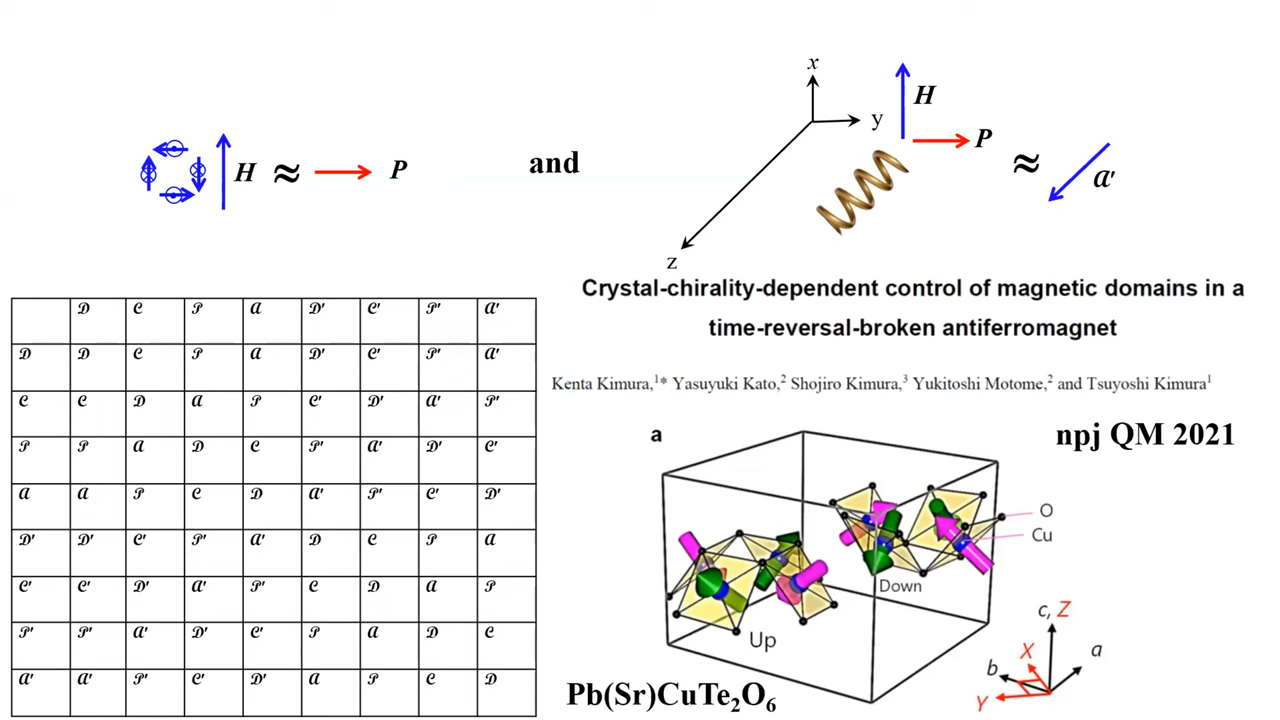 H ≈ P
and
x
y
z
H
P
≈ 𝒶'
𝒟 𝒞 𝒫 𝒜 𝒟' 𝒞' 𝒫' 𝒜'
𝒟 𝒟 𝒞 𝒫 𝒜 𝒟' 𝒞' 𝒫' 𝒜'
𝒞 𝒞 𝒟 𝒜 𝒫 𝒞' 𝒟' 𝒜' 𝒫'
𝒫 𝒫 𝒜 𝒟 𝒞 𝒫' 𝒜' 𝒟' 𝒞'
𝒜 𝒜 𝒫 𝒞 𝒟 𝒜' 𝒫' 𝒞' 𝒟'
𝒟' 𝒟' 𝒞' 𝒫' 𝒜' 𝒟 𝒞 𝒫 𝒜
𝒞' 𝒞' 𝒟' 𝒜' 𝒫' 𝒞 𝒟 𝒜 𝒫
𝒫' 𝒫' 𝒜' 𝒟' 𝒞' 𝒫 𝒜 𝒟 𝒞
𝒜' 𝒜' 𝒫' 𝒞' 𝒟' 𝒜 𝒫 𝒞 𝒟
Crystal-chirality-dependent control of magnetic domains in a
time-reversal-broken antiferromagnet
Kenta Kimura,¹* Yasuyuki Kato,² Shojiro Kimura,³ Yukitoshi Motome,² and Tsuyoshi Kimura¹
npj QM 2021
a
O
Cu
Down
Up
c, Z
X
a
b
Y
Pb(Sr)CuTe₂O₆